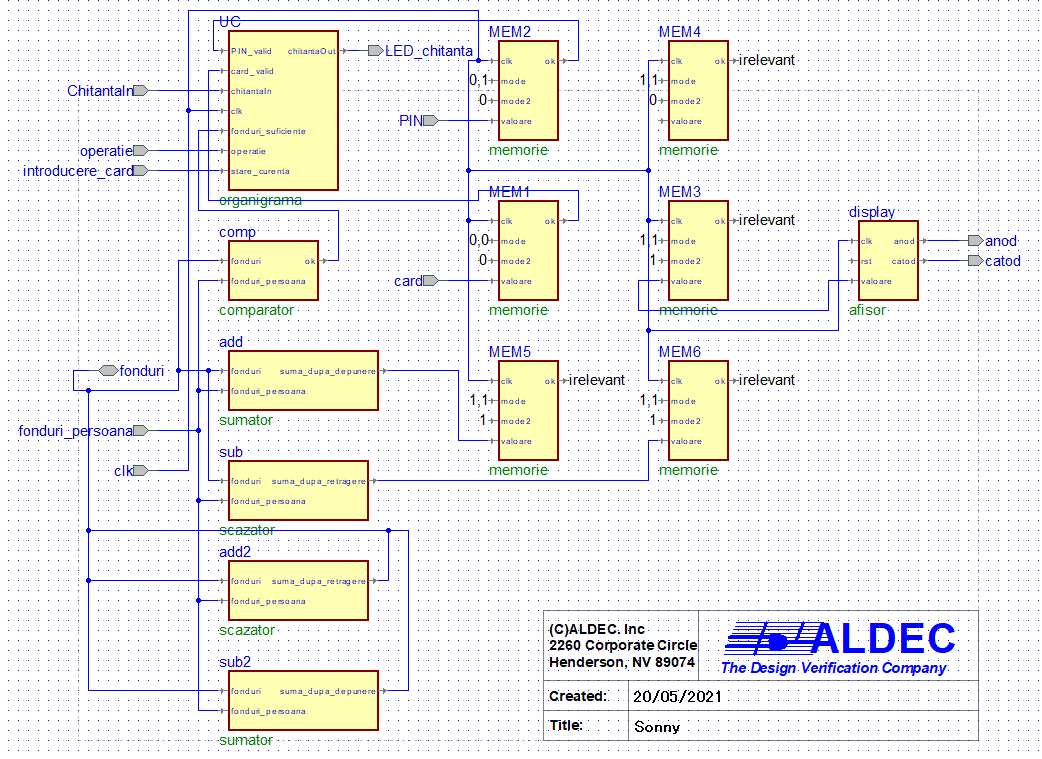 UC
PIN_valid chitantaOut
card_valid
chitantaIn
clk
fonduri_suficiente
operatie
stare_curenta
organigrama
LED_chitanta
ChitantaIn
operatie
introducere_card
MEM2
clk ok
0,1 mode
0 mode2
PIN valoare
memorie
MEM4
clk ok irelevant
1,1 mode
0 mode2
valoare
memorie
MEM1
clk ok
0,0 mode
0 mode2
card valoare
memorie
MEM3
clk ok irelevant
1,1 mode
1 mode2
valoare
memorie
display
clk anod anod
rst catod catod
valoare
afisor
comp
fonduri ok
fonduri_persoana
comparator
add
fonduri fonduri suma_dupa_depunere
fonduri_persoana
sumator
MEM5
clk ok irelevant
1,1 mode
1 mode2
valoare
memorie
MEM6
clk ok irelevant
1,1 mode
1 mode2
valoare
memorie
fonduri_persoana
clk
sub
fonduri suma_dupa_retragere
fonduri_persoana
scazator
add2
fonduri suma_dupa_retragere
fonduri_persoana
scazator
sub2
fonduri suma_dupa_depunere
fonduri_persoana
sumator
(C)ALDEC. Inc
2260 Corporate Circle
Henderson, NV 89074
ALDEC
The Design Verification Company
Created: 20/05/2021
Title: Sonny